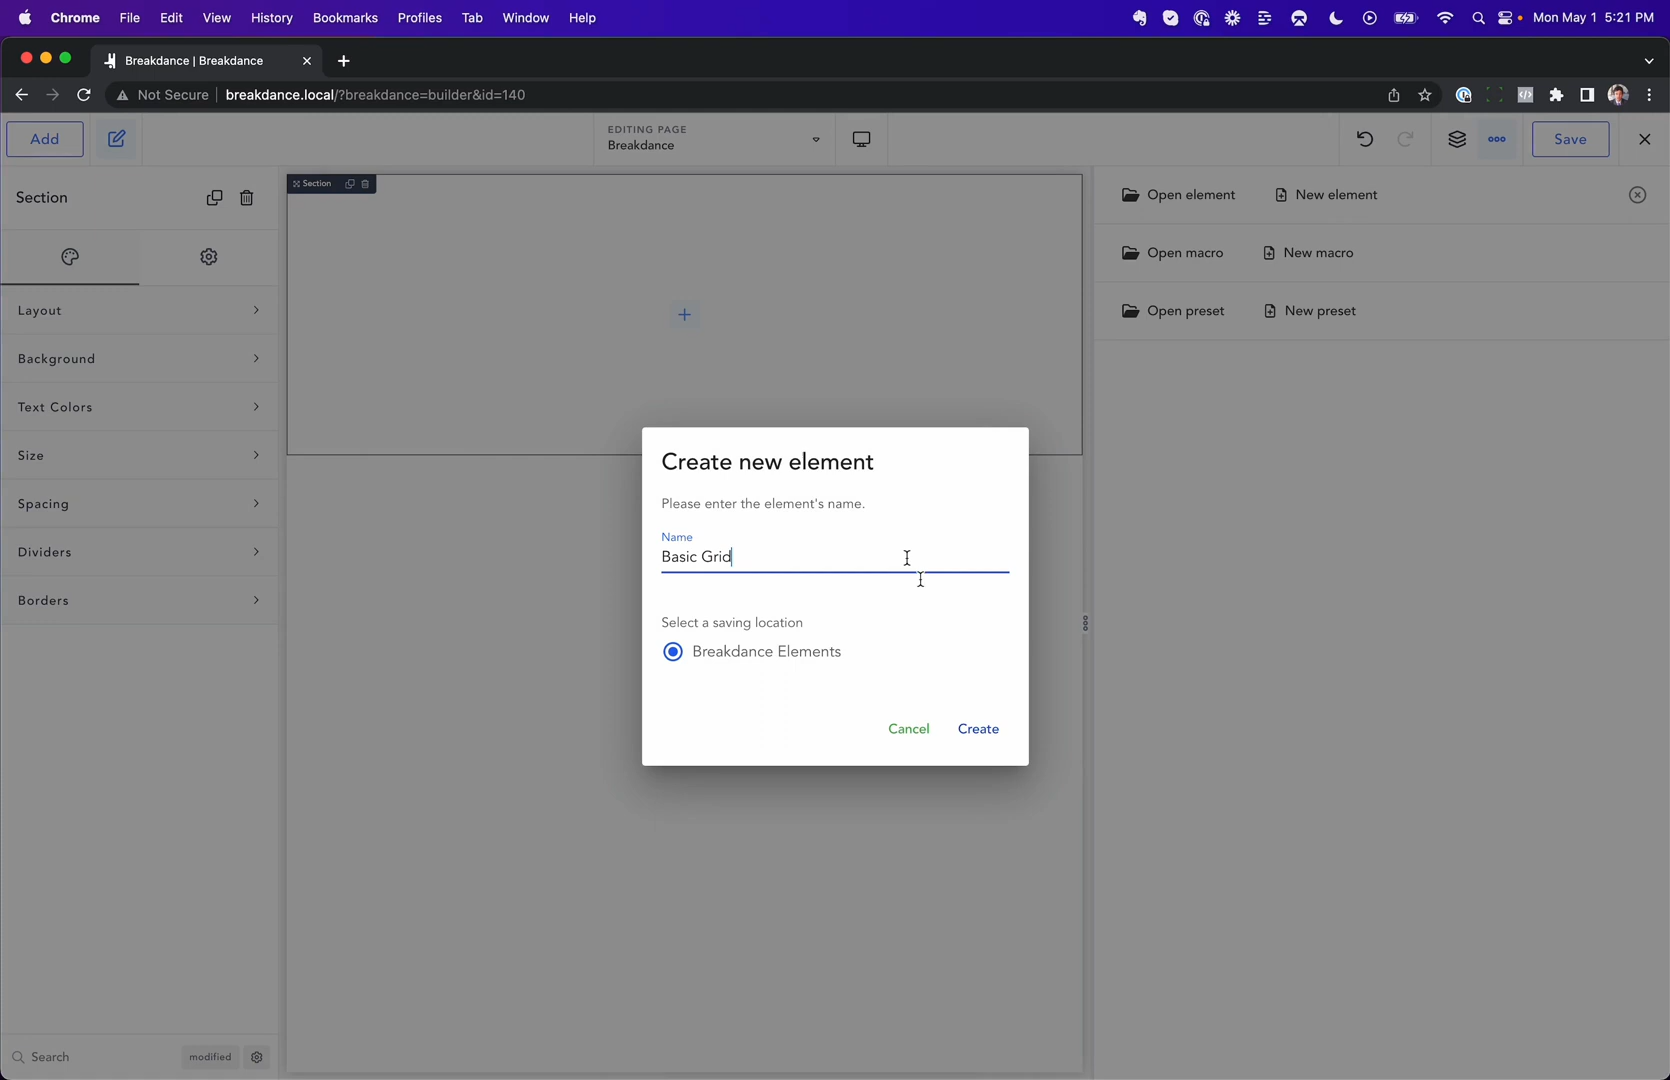 Chrome File Edit View History Bookmarks Profiles Tab Window Help Mon May 1 5:21 PM
Breakdance | Breakdance
Not Secure breakdance.local/?breakdance=builder&id=140
Add
EDITING PAGE
Breakdance
Save
Section
Section
Open element New element
Open macro New macro
Open preset New preset
Layout
Background
Text Colors
Size
Spacing
Dividers
Borders
Create new element
Please enter the element's name.
Name
Basic Grid
Select a saving location
Breakdance Elements
Cancel Create
Search modified